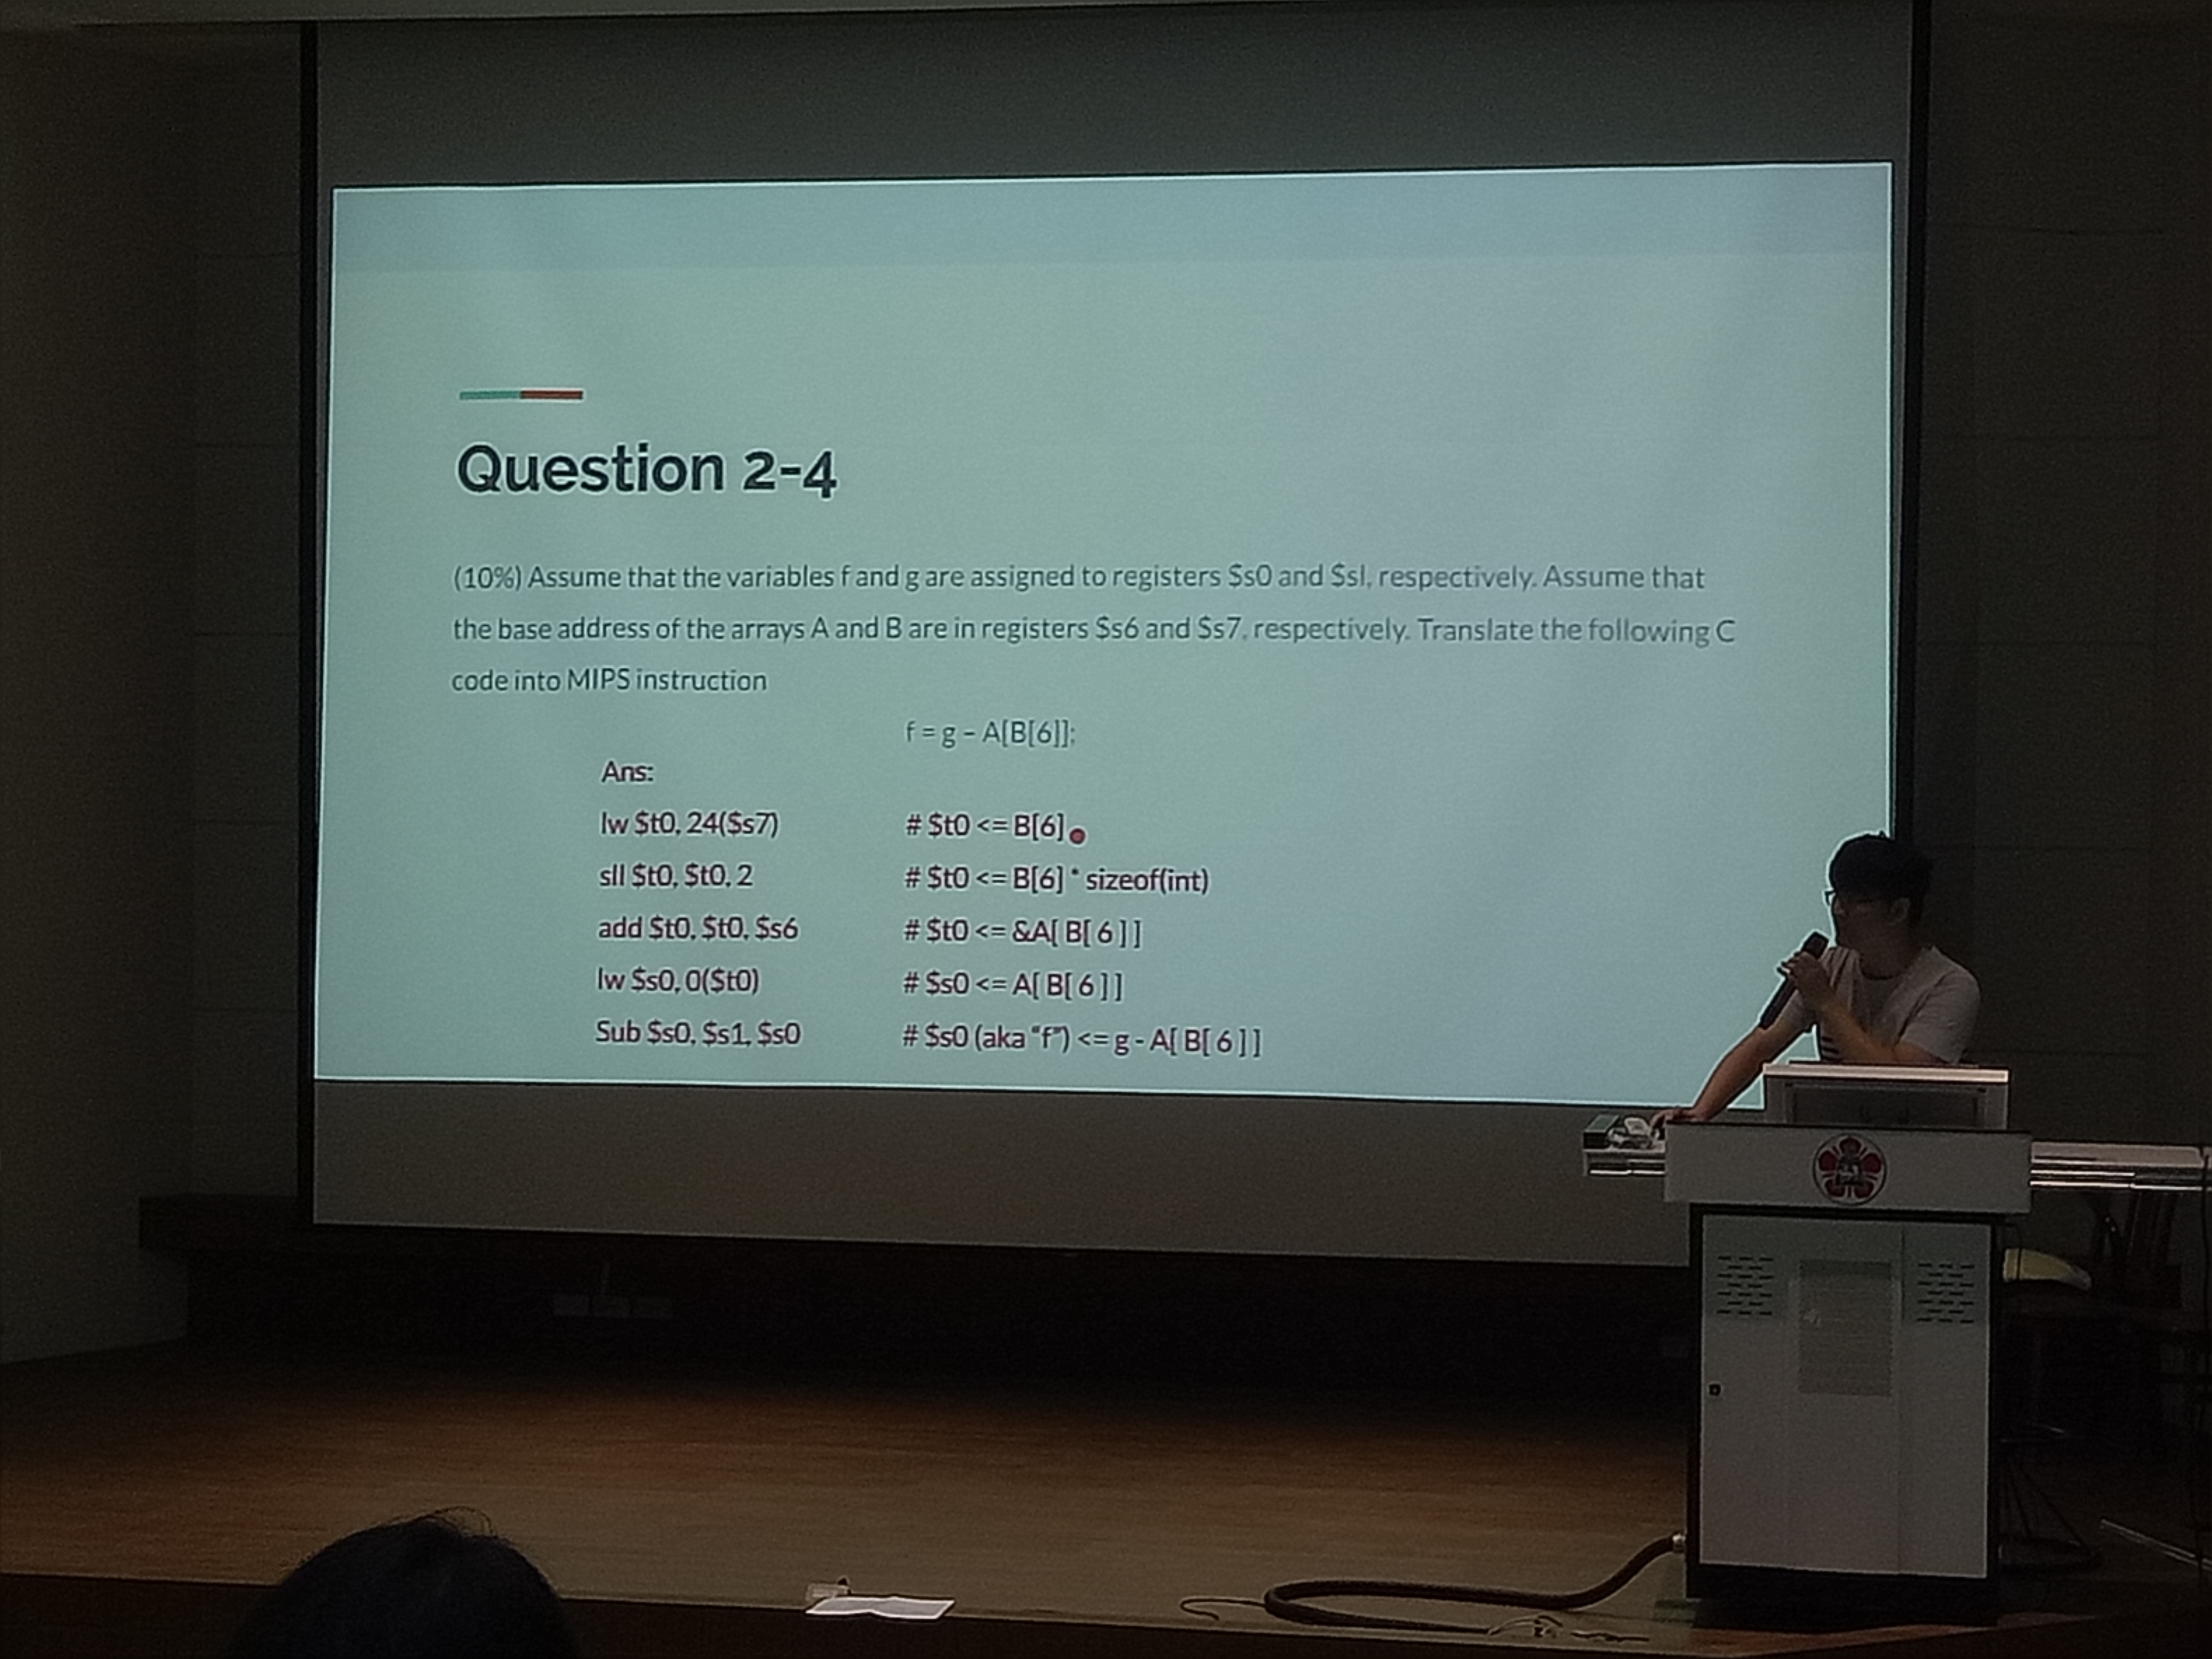 Question 2-4
(10%) Assume that the variables f and g are assigned to registers $s0 and $sl, respectively. Assume that
the base address of the arrays A and B are in registers $s6 and $s7, respectively. Translate the following C
code into MIPS instruction
f = g – A[B[6]];
Ans:
lw $t0, 24($s7) # $t0 <= B[6]
sll $t0, $t0, 2 # $t0 <= B[6] * sizeof(int)
add $t0, $t0, $s6 # $t0 <= &A[ B[ 6 ] ]
lw $s0, 0($t0) # $s0 <= A[ B[ 6 ] ]
Sub $s0, $s1, $s0 # $s0 (aka "f") <= g - A[ B[ 6 ] ]